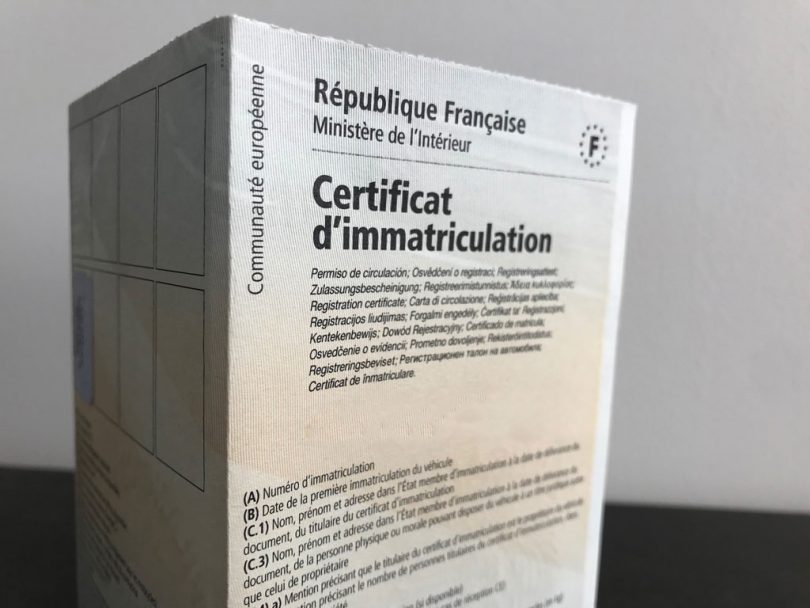 Communauté européenne
République Française
Ministère de l'Intérieur
F
Certificat
d'immatriculation
Permiso de circulación; Osvědčení o registraci; Registreringsattest;
Zulassungsbescheinigung; Registreerimistunnistus; Άδεια κυκλοφορίας;
Registration certificate; Carta di circolazione; Reģistrācijas apliecība;
Registracijos liudijimas; Forgalmi engedély; Ċertifikat ta' Reġistrazzjoni;
Kentekenbewijs; Dowód Rejestracyjny; Certificado de matrícula;
Osvedčenie o evidencii; Prometno dovoljenje; Rekisteröintitodistus;
Registreringsbeviset; Регистрационен талон на автомобила;
Certificat de înmatriculare.
(A) Numéro d'immatriculation
(B) Date de la première immatriculation du véhicule
(C.1) Nom, prénom et adresse dans l'État membre d'immatriculation à la date de délivrance du
document, du titulaire du certificat d'immatriculation
(C.3) Nom, prénom et adresse dans l'État membre d'immatriculation à la date de délivrance du
document, de la personne physique ou morale pouvant disposer du véhicule à un titre juridique autre
que celui de propriétaire
a) Mention précisant que le titulaire du certificat d'immatriculation est le propriétaire du véhicule
précisant le nombre de personnes titulaires du certificat d'immatriculation, dans
(si disponible)
de réception CE)